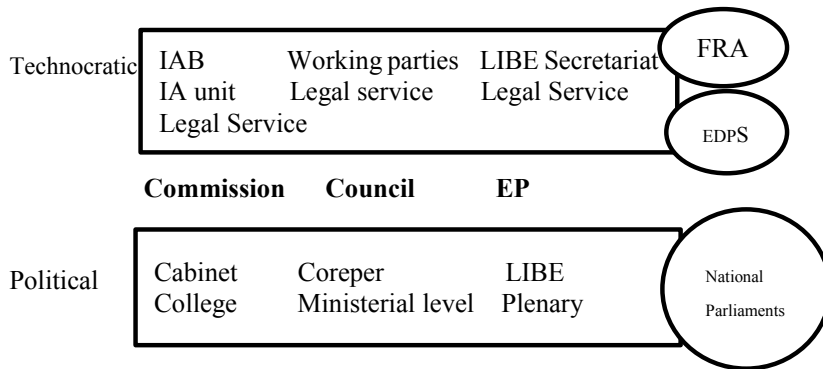 FRA
Technocratic IAB Working parties LIBE Secretariat
IA unit Legal service Legal Service
Legal Service
EDPS
Commission Council EP
Political Cabinet Coreper LIBE
College Ministerial level Plenary
National
Parliaments